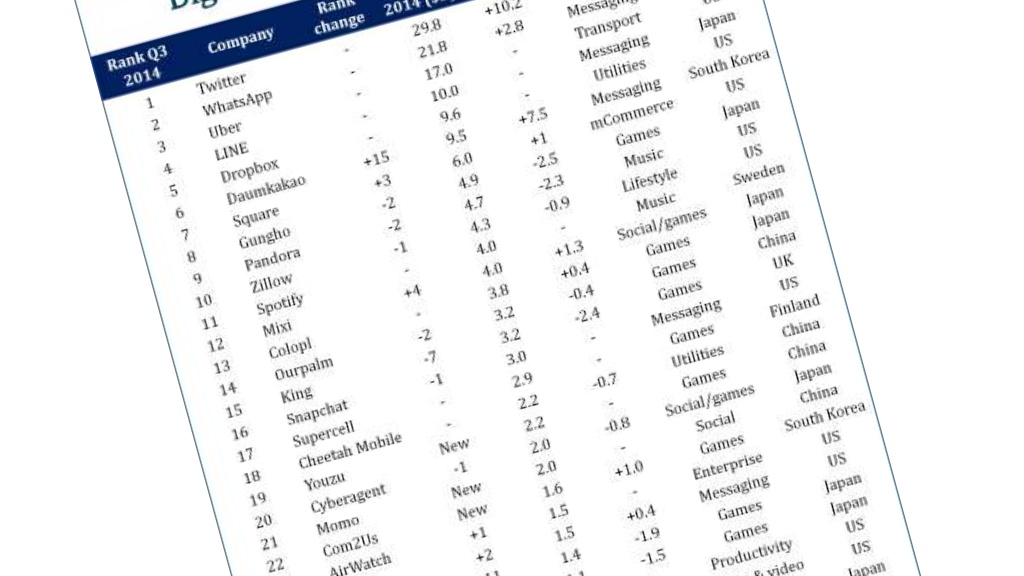 Rank Q3 2014 Company Rank change 2014
1 Twitter - 29.8 +10.2
2 WhatsApp - 21.8 +2.8 Messaging
3 Uber - 17.0 - Transport
4 LINE - 10.0 - Messaging Japan
5 Dropbox - 9.6 - Utilities US
6 Daumkakao +15 9.5 +7.5 Messaging South Korea
7 Square +3 6.0 +1 mCommerce US
8 Gungho -2 4.9 -2.5 Games Japan
9 Pandora -2 4.7 -2.3 Music US
10 Zillow -1 4.3 -0.9 Lifestyle US
11 Spotify - 4.0 - Music Sweden
12 Mixi +4 4.0 +1.3 Social/games Japan
13 Colopl - 3.8 +0.4 Games Japan
14 Ourpalm -2 3.2 -0.4 Games China
15 King -7 3.2 -2.4 Games UK
16 Snapchat -1 3.0 - Messaging US
17 Supercell - 2.9 - Games Finland
18 Cheetah Mobile - 2.2 -0.7 Utilities China
19 Youzu New 2.2 - Games China
20 Cyberagent -1 2.0 -0.8 Social/games Japan
21 Momo New 2.0 - Social China
22 Com2Us New 1.6 +1.0 Games South Korea
AirWatch +1 1.5 - Enterprise US
+2 1.5 +0.4 Messaging US
1.4 -1.9 Games Japan
-1.5 Games Japan
Productivity US
& video US
Japan